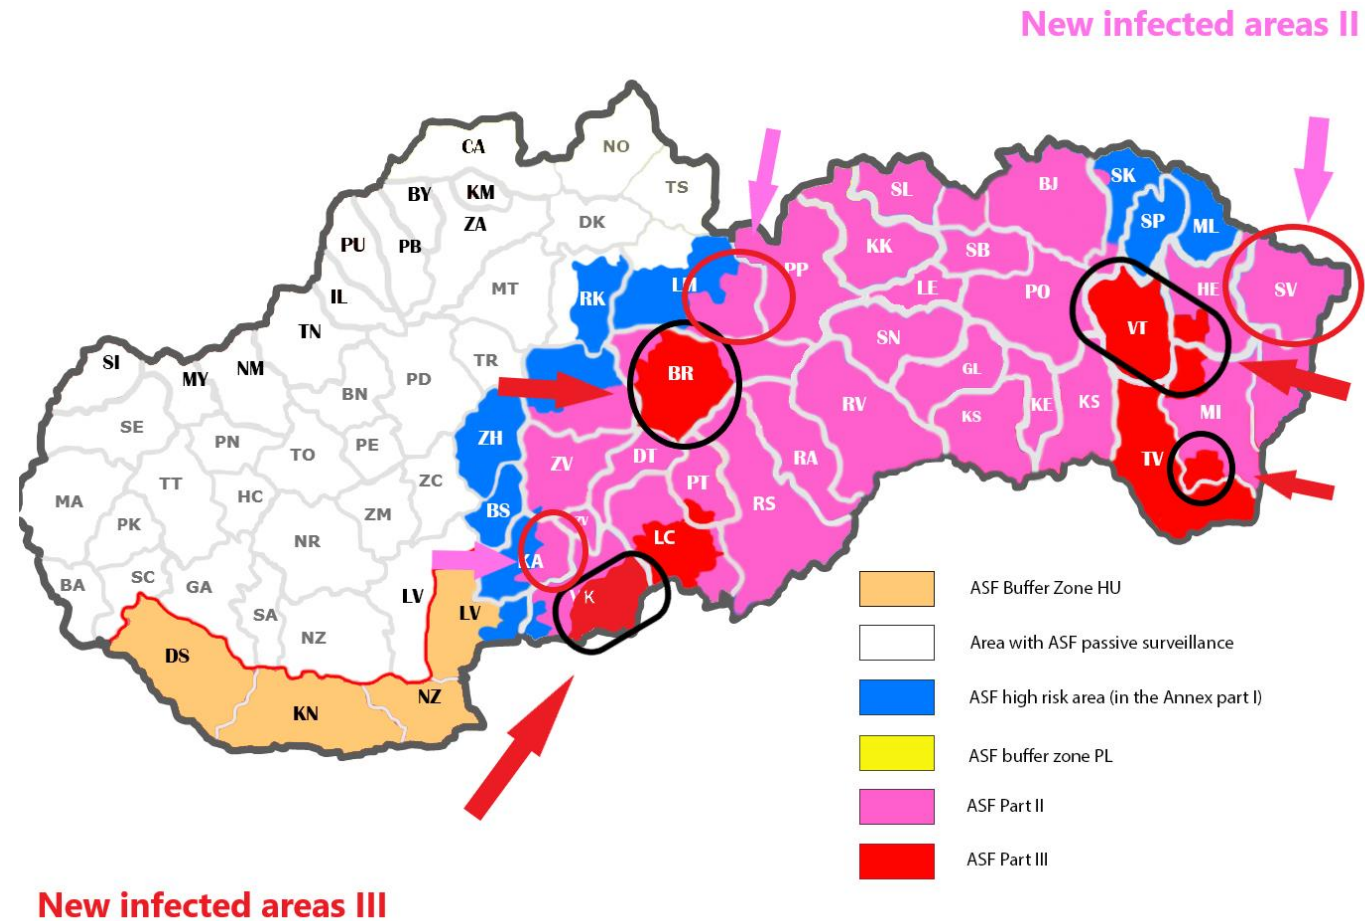 New infected areas II
CA
NO
BY
KM
TS
ZA
DK
PU
PB
SL
BJ
SK
SP
ML
KK
SB
PP
IL
MT
RK
LM
LE
PO
HE
SV
TN
VT
SI
MY
NM
TR
SN
BR
GL
BN
PD
RV
KS
KE
KS
MI
SE
PN
TO
PE
ZH
ZV
DT
RA
TV
TT
HC
ZC
PT
MA
ZM
BS
RS
PK
NR
ZV
LC
KA
BA
SC
GA
LV
LV
VK
SA
NZ
DS
NZ
KN
ASF Buffer Zone HU
Area with ASF passive surveillance
ASF high risk area (in the Annex part I)
ASF buffer zone PL
ASF Part II
ASF Part III
New infected areas III